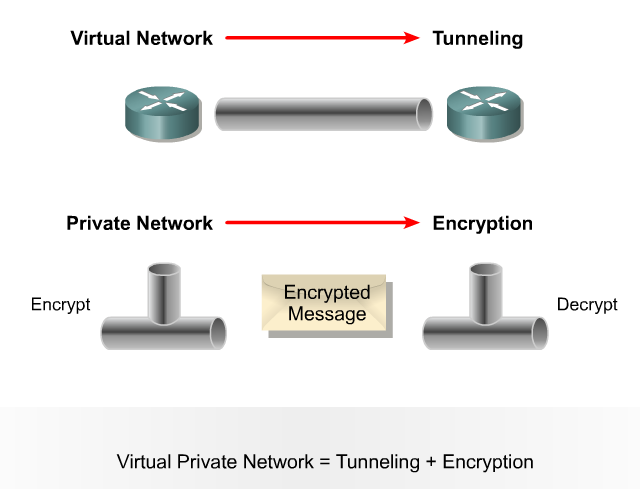 Virtual Network
Tunneling
Private Network
Encryption
Encrypt
Encrypted
Message
Decrypt
Virtual Private Network = Tunneling + Encryption